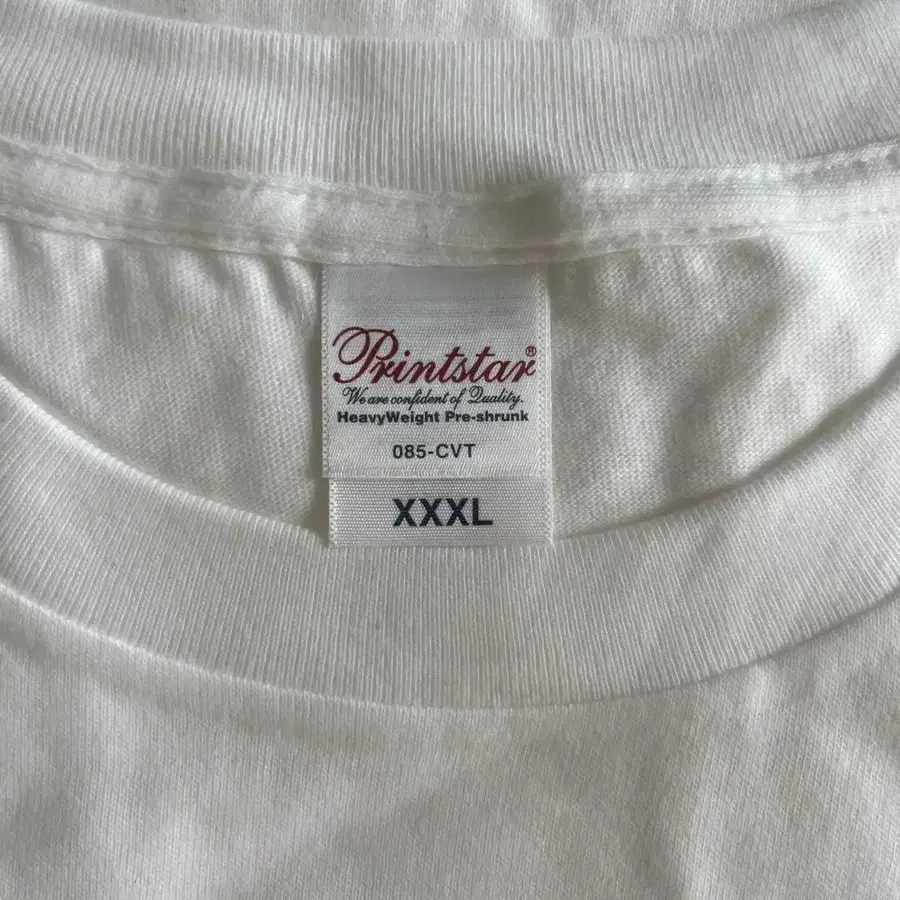 Printstar®
We are confident of Quality.
HeavyWeight Pre-shrunk
085-CVT
XXXL